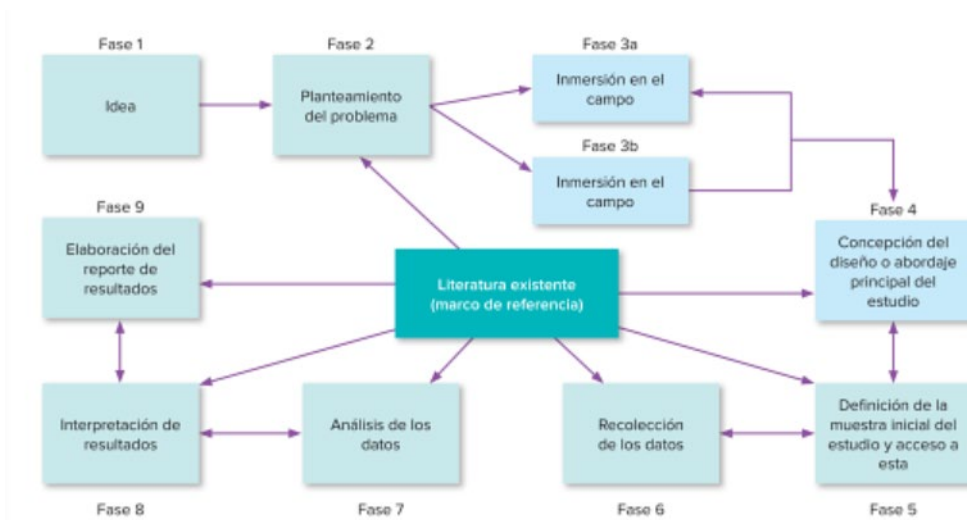 Fase 1
Idea
Fase 2
Planteamiento
del problema
Fase 3a
Inmersión en el
campo
Fase 3b
Inmersión en el
campo
Fase 4
Concepción del
diseño o abordaje
principal del
estudio
Literatura existente
(marco de referencia)
Fase 9
Elaboración del
reporte de
resultados
Interpretación de
resultados
Fase 8
Análisis de los
datos
Fase 7
Recolección
de los datos
Fase 6
Definición de la
muestra inicial del
estudio y acceso a
esta
Fase 5